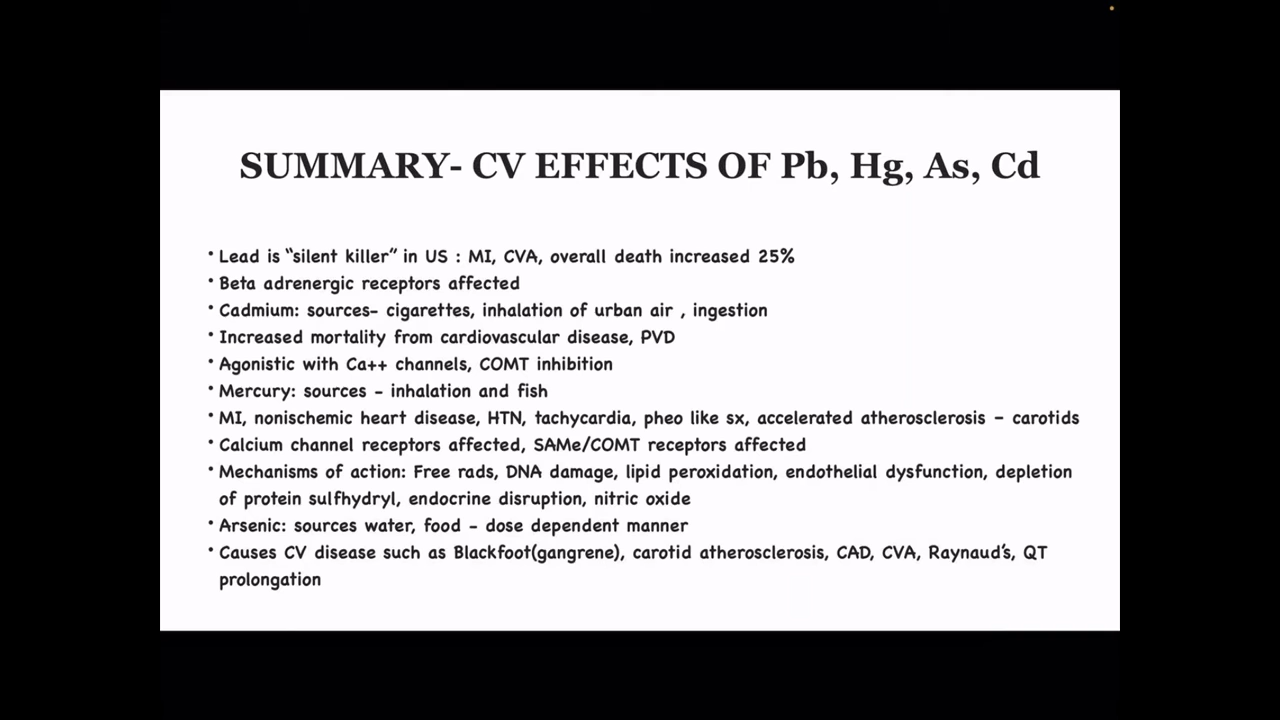 SUMMARY- CV EFFECTS OF Pb, Hg, As, Cd
• Lead is “silent killer” in US : MI, CVA, overall death increased 25%
• Beta adrenergic receptors affected
• Cadmium: sources- cigarettes, inhalation of urban air , ingestion
• Increased mortality from cardiovascular disease, PVD
• Agonistic with Ca++ channels, COMT inhibition
• Mercury: sources - inhalation and fish
• MI, nonischemic heart disease, HTN, tachycardia, pheo like sx, accelerated atherosclerosis – carotids
• Calcium channel receptors affected, SAMe/COMT receptors affected
• Mechanisms of action: Free rads, DNA damage, lipid peroxidation, endothelial dysfunction, depletion
of protein sulfhydryl, endocrine disruption, nitric oxide
• Arsenic: sources water, food - dose dependent manner
• Causes CV disease such as Blackfoot(gangrene), carotid atherosclerosis, CAD, CVA, Raynaud’s, QT
prolongation